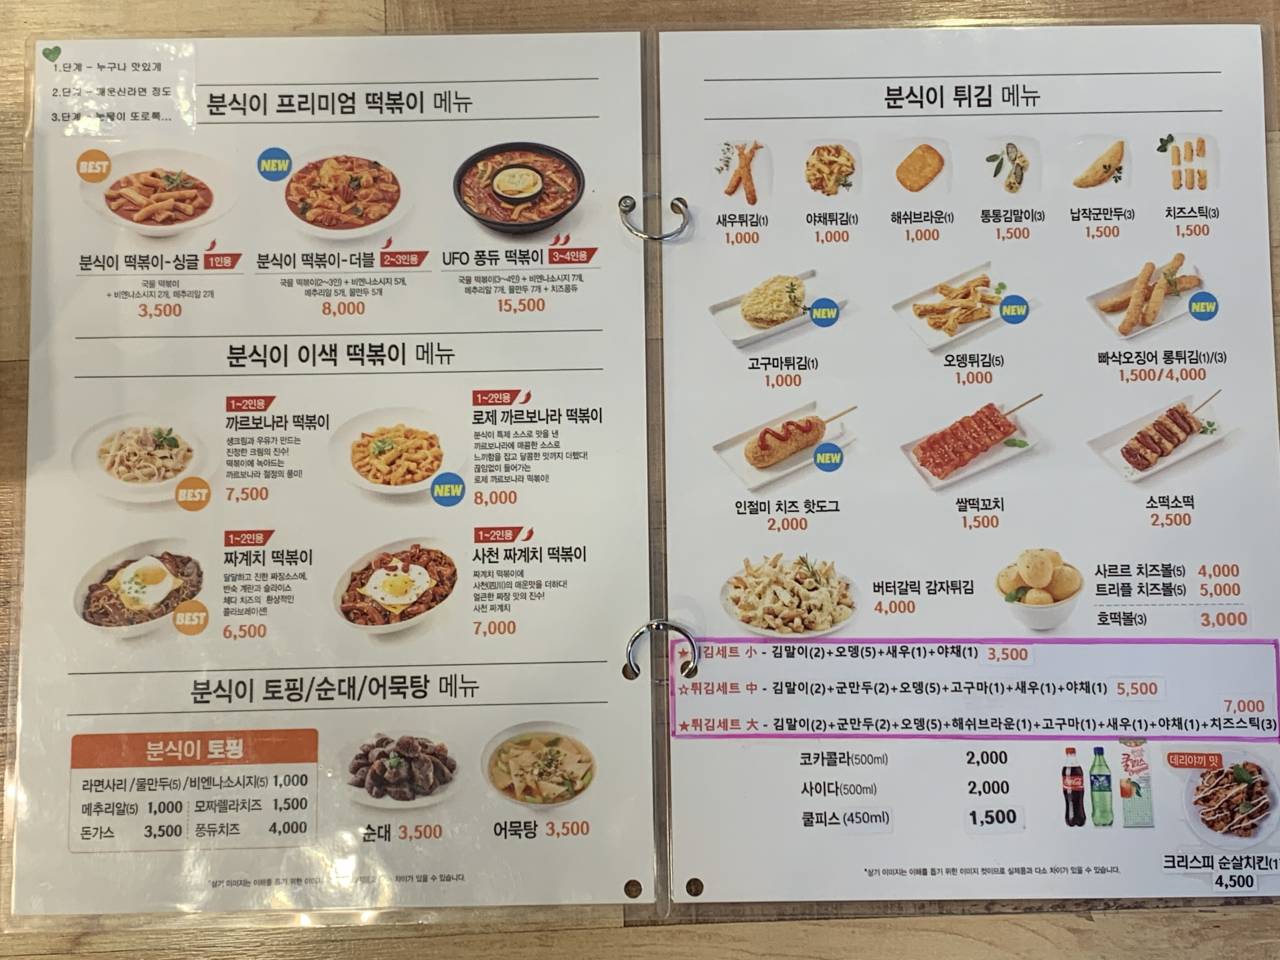 1.단계 - 누구나 맛있게
2.단계 - 매운신라면 정도
3.단계 - 눈물이 또로록...
분식이 프리미엄 떡볶이 메뉴
BEST
분식이 떡볶이-싱글 1인용
국물 떡볶이
+ 비엔나소시지 2개, 메추리알 2개
3,500
NEW
분식이 떡볶이-더블 2~3인용
국물 떡볶이(2~3인) + 비엔나소시지 5개,
메추리알 5개, 물만두 5개
8,000
UFO 퐁듀 떡볶이 3~4인용
국물 떡볶이(3~4인) + 비엔나소시지 7개,
메추리알 7개, 물만두 7개 + 치즈퐁듀
15,500
분식이 이색 떡볶이 메뉴
1~2인용
까르보나라 떡볶이
생크림과 우유가 만드는
진정한 크림의 진수!
떡볶이에 녹아드는
까르보나라 절정의 풍미!
7,500
BEST
1~2인용
로제 까르보나라 떡볶이
분식이 특제 소스로 맛을 낸
까르보나라에 매콤한 소스로
느끼함을 잡고 달콤한 맛까지 더했다!
끊임없이 들어가는
로제 까르보나라 떡볶이!
8,000
NEW
1~2인용
짜계치 떡볶이
달달하고 진한 짜장소스에,
반숙 계란과 슬라이스
체다 치즈의 환상적인
콜라보레이션!
6,500
BEST
1~2인용
사천 짜계치 떡볶이
짜계치 떡볶이에
사천(四川)의 매운맛을 더하다!
얼큰한 짜장 맛의 진수!
사천 짜계치
7,000
분식이 토핑/순대/어묵탕 메뉴
분식이 토핑
라면사리 /물만두(5) /비엔나소시지(5) 1,000
메추리알(5) 1,000 모짜렐라치즈 1,500
돈가스 3,500 퐁듀치즈 4,000
순대 3,500
어묵탕 3,500
*상기 이미지는 이해를 돕기 위한 이미지 차이가 있을 수 있습니다.
분식이 튀김 메뉴
새우튀김(1)
1,000
야채튀김(1)
1,000
해쉬브라운(1)
1,000
통통김말이(3)
1,500
납작군만두(3)
1,500
치즈스틱(3)
1,500
NEW
고구마튀김(1)
1,000
NEW
오뎅튀김(5)
1,000
NEW
빠삭오징어 롱튀김(1)/(3)
1,500/4,000
NEW
인절미 치즈 핫도그
2,000
쌀떡꼬치
1,500
소떡소떡
2,500
버터갈릭 감자튀김
4,000
사르르 치즈볼(5) 4,000
트리플 치즈볼(5) 5,000
호떡볼(3) 3,000
★튀김세트 小 - 김말이(2)+오뎅(5)+새우(1)+야채(1) 3,500
☆튀김세트 中 - 김말이(2)+군만두(2)+오뎅(5)+고구마(1)+새우(1)+야채(1) 5,500
7,000
★튀김세트 大 - 김말이(2)+군만두(2)+오뎅(5)+해쉬브라운(1)+고구마(1)+새우(1)+야채(1)+치즈스틱(3)
코카콜라(500ml) 2,000
사이다(500ml) 2,000
쿨피스 (450ml) 1,500
데리야끼 맛
크리스피 순살치킨(1
4,500
*상기 이미지는 이해를 돕기 위한 이미지 컷이므로 실제품과 다소 차이가 있을 수 있습니다.